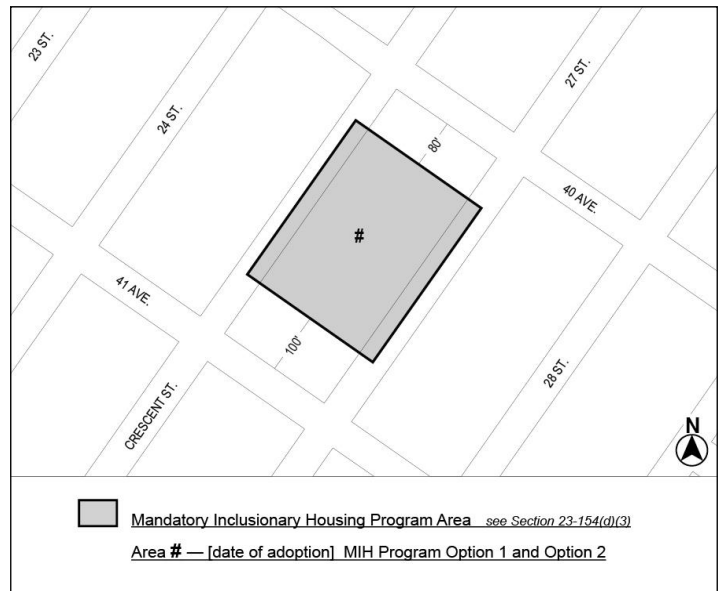 23 ST.
24 ST.
27 ST.
80'
40 AVE.
#
41 AVE.
100'
28 ST.
CRESCENT ST.
N
Mandatory Inclusionary Housing Program Area see Section 23-154(d)(3)
Area # — [date of adoption] MIH Program Option 1 and Option 2